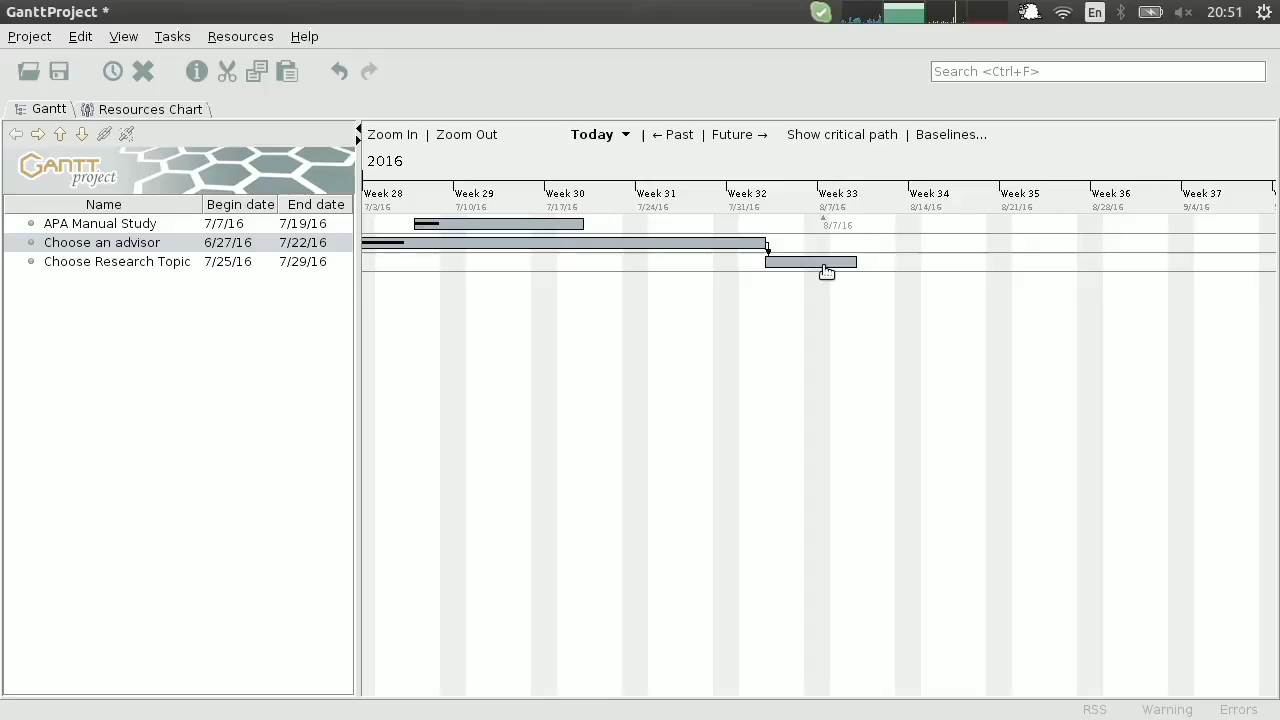 GanttProject *
En
20:51
Project Edit View Tasks Resources Help
Search <Ctrl+F>
Gantt Resources Chart
Zoom In | Zoom Out Today | ← Past | Future → Show critical path | Baselines...
GANTT project
2016
Week 28 Week 29 Week 30 Week 31 Week 32 Week 33 Week 34 Week 35 Week 36 Week 37
7/3/16 7/10/16 7/17/16 7/24/16 7/31/16 8/7/16 8/14/16 8/21/16 8/28/16 9/4/16
Name Begin date End date
APA Manual Study 7/7/16 7/19/16
8/7/16
Choose an advisor 6/27/16 7/22/16
Choose Research Topic 7/25/16 7/29/16
RSS Warning Errors